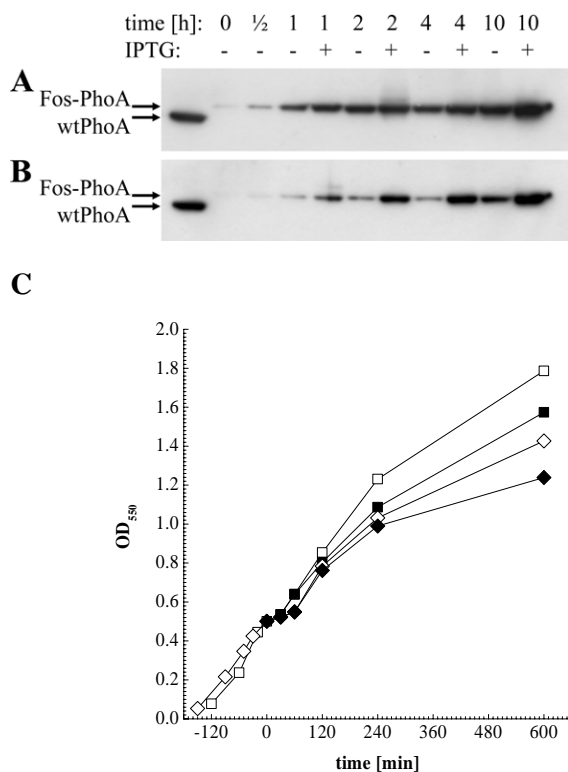 time [h]: 0 ½ 1 1 2 2 4 4 10 10
IPTG: - - - + - + - + - +
A
Fos-PhoA
wtPhoA
B
Fos-PhoA
wtPhoA
C
2.0
1.8
1.6
1.4
1.2
1.0
0.8
0.6
0.4
0.2
0.0
OD550
-120 0 120 240 360 480 600
time [min]